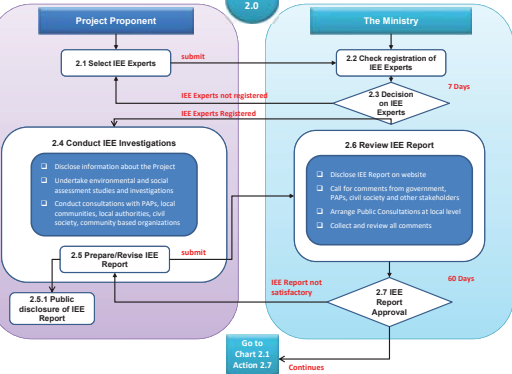 2.0
Project Proponent
The Ministry
2.1 Select IEE Experts
submit
2.2 Check registration of
IEE Experts
7 Days
IEE Experts not registered
2.3 Decision
on IEE
Experts
IEE Experts Registered
2.4 Conduct IEE Investigations
Disclose information about the Project
Undertake environmental and social
assessment studies and investigations
Conduct consultations with PAPs, local
communities, local authorities, civil
society, community based organizations
2.5 Prepare/Revise IEE
Report
submit
2.5.1 Public
disclosure of IEE
Report
2.6 Review IEE Report
Disclose IEE Report on website
Call for comments from government,
PAPs, civil society and other stakeholders
Arrange Public Consultations at local level
Collect and review all comments
IEE Report not
satisfactory
60 Days
2.7 IEE
Report
Approval
Go to
Chart 2.1
Action 2.7
Continues